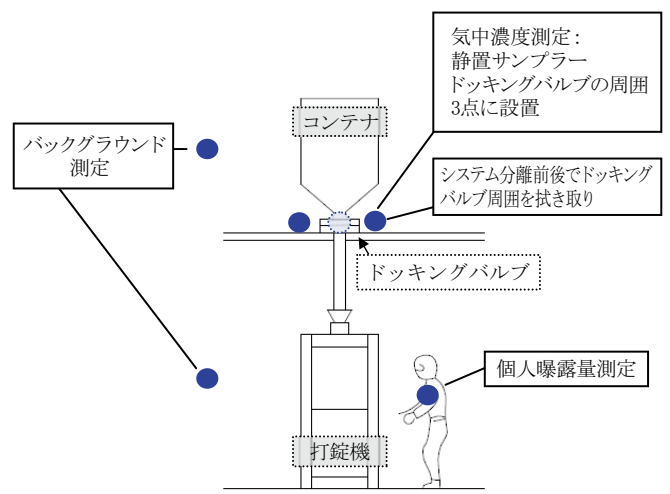 気中濃度測定：
静置サンプラー
ドッキングバルブの周囲
3点に設置
コンテナ
バックグラウンド
測定
システム分離前後でドッキング
バルブ周囲を拭き取り
ドッキングバルブ
個人曝露量測定
打錠機